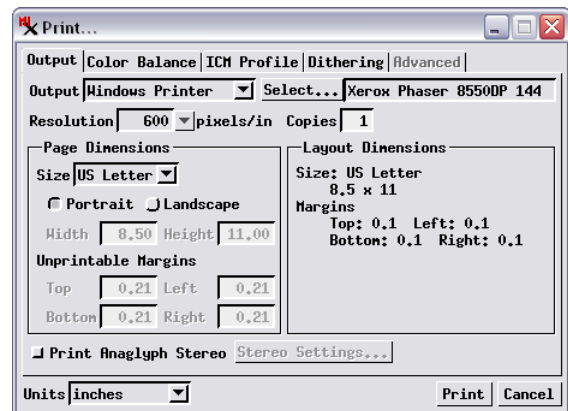 Print...
Output Color Balance ICM Profile Dithering Advanced
Output Windows Printer Select... Xerox Phaser 8550DP 144
Resolution 600 pixels/in Copies 1
Page Dimensions
Size US Letter
Portrait Landscape
Width 8.50 Height 11.00
Unprintable Margins
Top 0.21 Left 0.21
Bottom 0.21 Right 0.21
Layout Dimensions
Size: US Letter
8.5 x 11
Margins
Top: 0.1 Left: 0.1
Bottom: 0.1 Right: 0.1
Print Anaglyph Stereo Stereo Settings...
Units inches Print Cancel